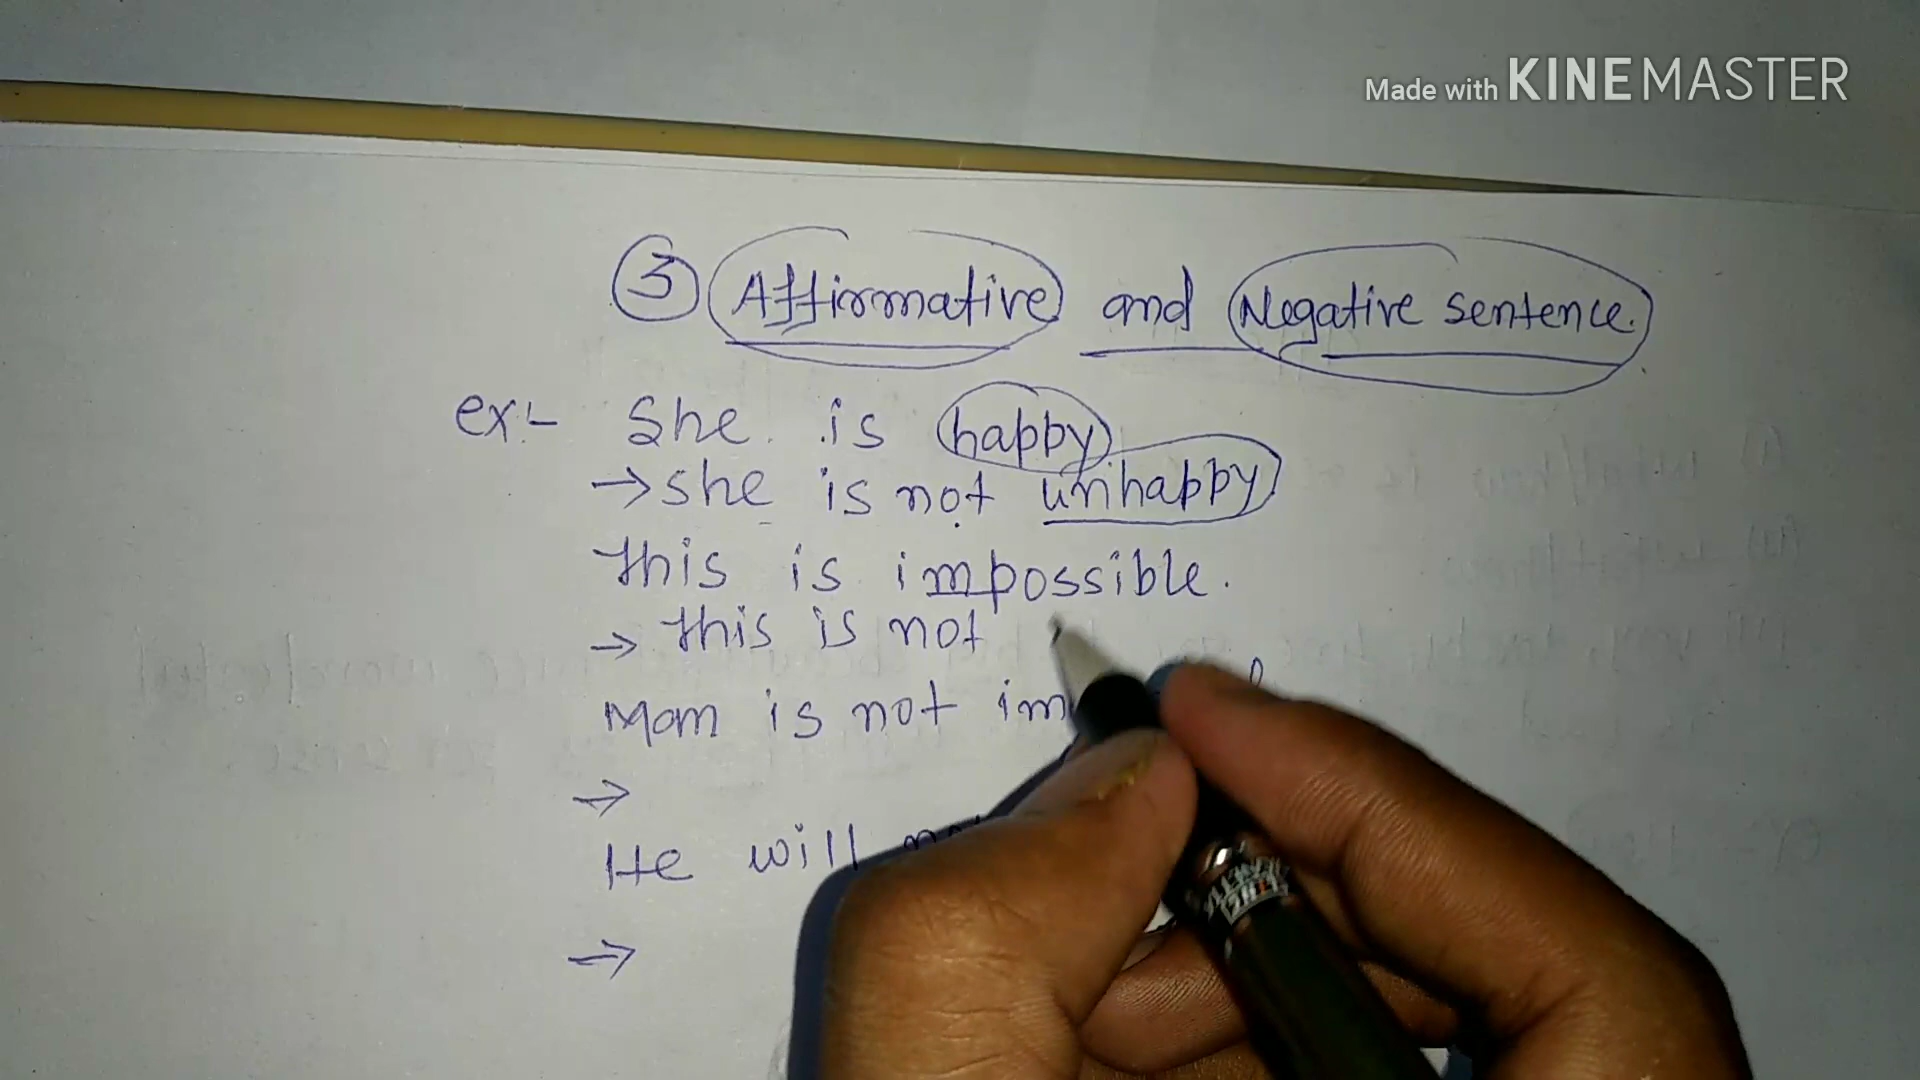 Made with KINEMASTER
3 Affirmative and Negative sentence.
ex:- She is happy
→ she is not unhappy
This is impossible.
→ This is not
Mom is not im
→
He will
→